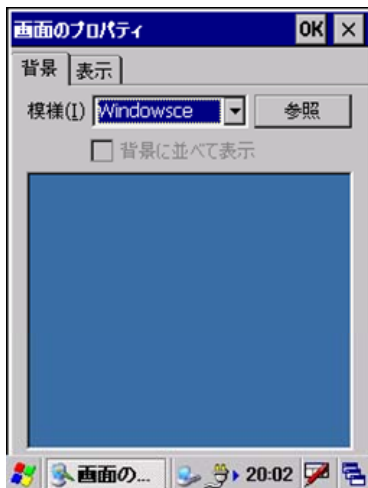 画面のプロパティ OK ×
背景 表示
模様(I) Windowsce 参照
背景に並べて表示
画面の... 20:02